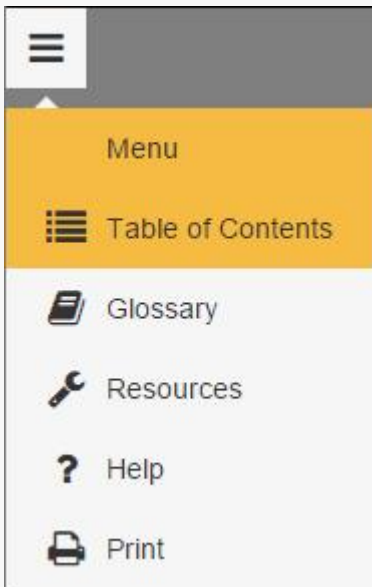 Menu
Table of Contents
Glossary
Resources
Help
Print